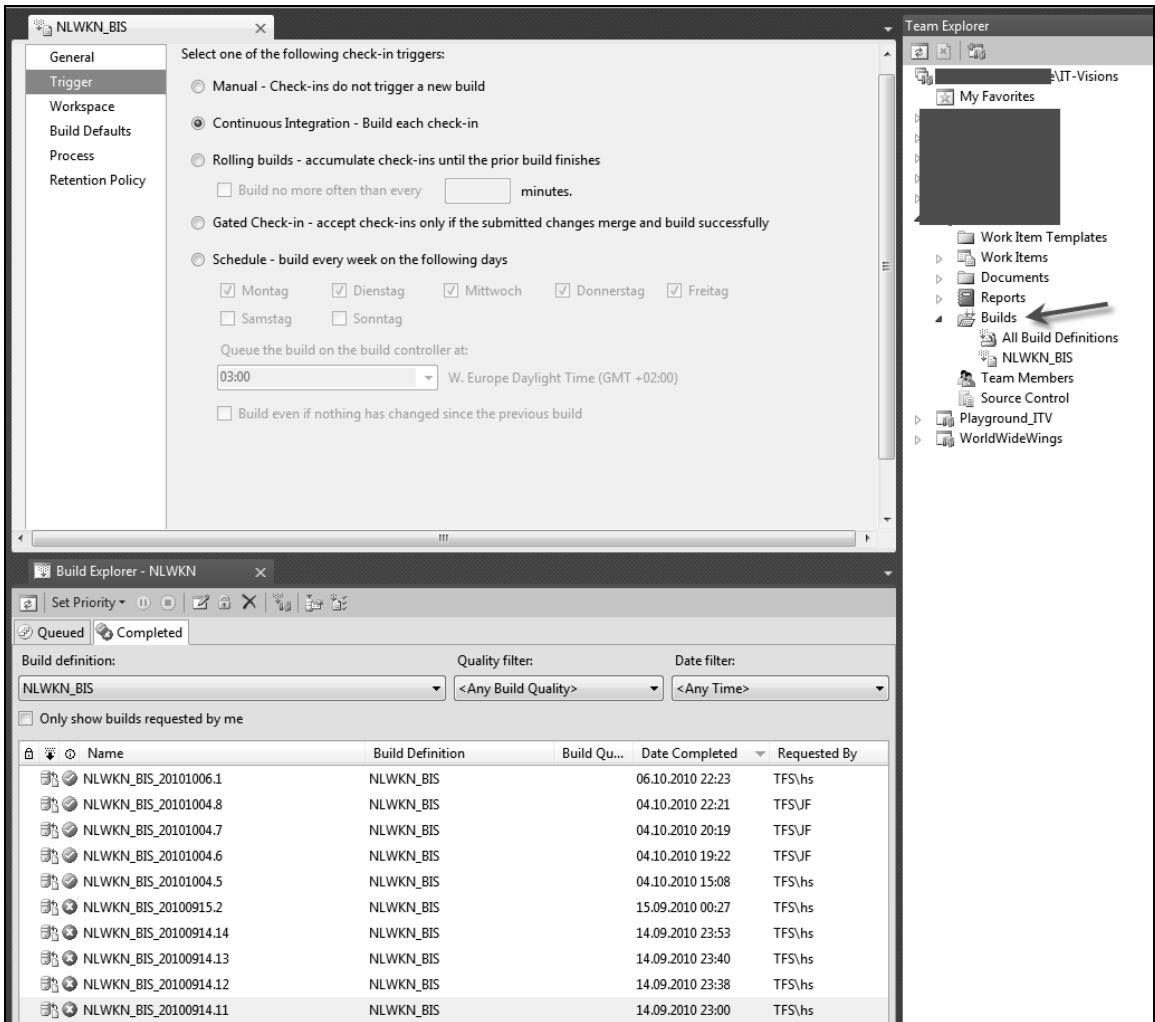 NLWKN_BIS
General
Trigger
Workspace
Build Defaults
Process
Retention Policy
Select one of the following check-in triggers:
Manual - Check-ins do not trigger a new build
Continuous Integration - Build each check-in
Rolling builds - accumulate check-ins until the prior build finishes
Build no more often than every minutes.
Gated Check-in - accept check-ins only if the submitted changes merge and build successfully
Schedule - build every week on the following days
Montag Dienstag Mittwoch Donnerstag Freitag
Samstag Sonntag
Queue the build on the build controller at:
03:00 W. Europe Daylight Time (GMT +02:00)
Build even if nothing has changed since the previous build
Team Explorer
\IT-Visions
My Favorites
Work Item Templates
Work Items
Documents
Reports
Builds
All Build Definitions
NLWKN_BIS
Team Members
Source Control
Playground_ITV
WorldWideWings
Build Explorer - NLWKN
Set Priority
Queued Completed
Build definition: Quality filter: Date filter:
NLWKN_BIS <Any Build Quality> <Any Time>
Only show builds requested by me
Name Build Definition Build Qu... Date Completed Requested By
NLWKN_BIS_20101006.1 NLWKN_BIS 06.10.2010 22:23 TFS\hs
NLWKN_BIS_20101004.8 NLWKN_BIS 04.10.2010 22:21 TFS\JF
NLWKN_BIS_20101004.7 NLWKN_BIS 04.10.2010 20:19 TFS\JF
NLWKN_BIS_20101004.6 NLWKN_BIS 04.10.2010 19:22 TFS\JF
NLWKN_BIS_20101004.5 NLWKN_BIS 04.10.2010 15:08 TFS\hs
NLWKN_BIS_20100915.2 NLWKN_BIS 15.09.2010 00:27 TFS\hs
NLWKN_BIS_20100914.14 NLWKN_BIS 14.09.2010 23:53 TFS\hs
NLWKN_BIS_20100914.13 NLWKN_BIS 14.09.2010 23:40 TFS\hs
NLWKN_BIS_20100914.12 NLWKN_BIS 14.09.2010 23:38 TFS\hs
NLWKN_BIS_20100914.11 NLWKN_BIS 14.09.2010 23:00 TFS\hs